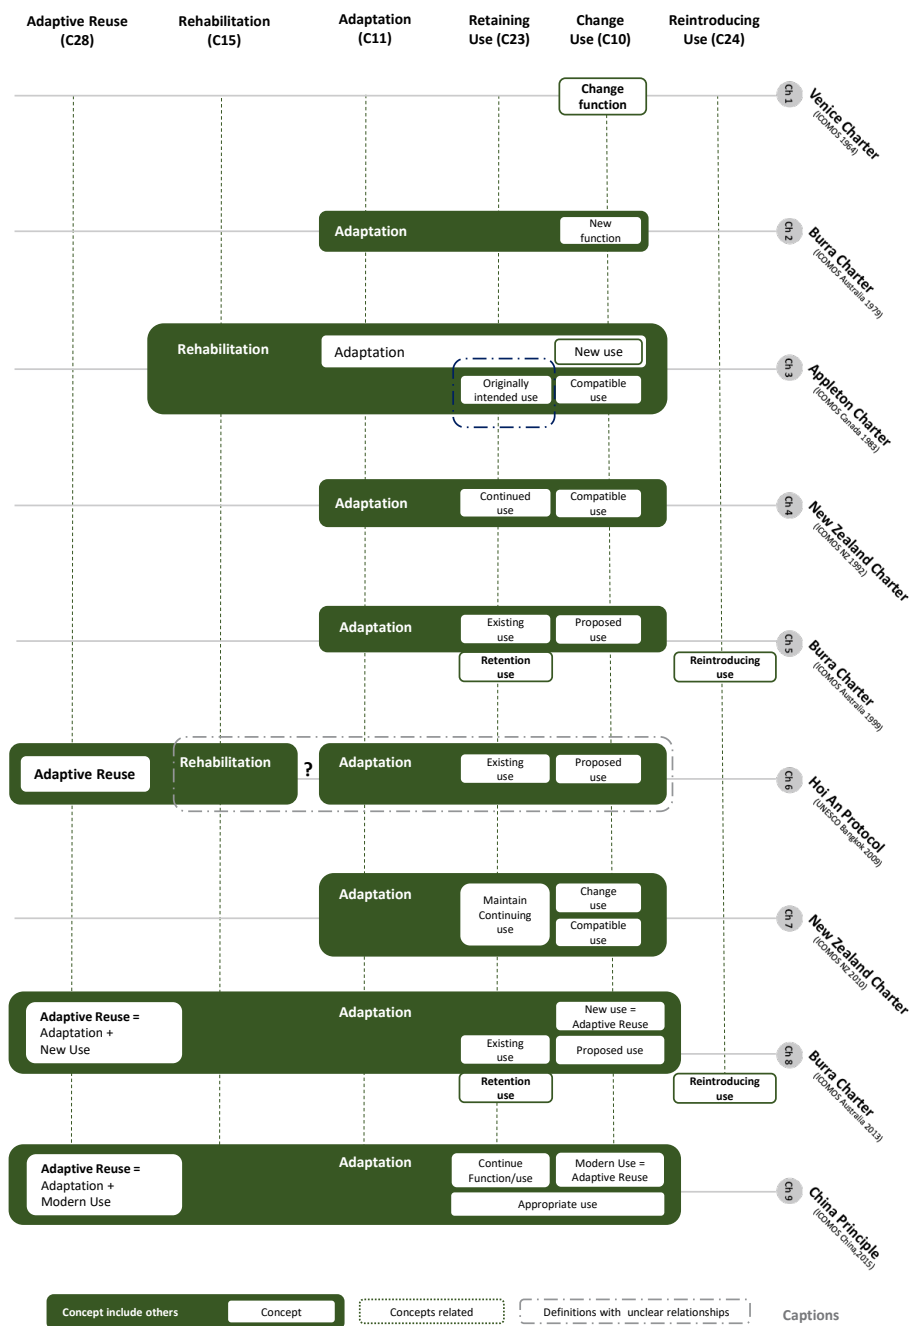 Adaptive Reuse
(C28)
Rehabilitation
(C15)
Adaptation
(C11)
Retaining
Use (C23)
Change
Use (C10)
Reintroducing
Use (C24)
Change
function
Ch 1
Venice Charter
(ICOMOS 1964)
Adaptation
New
function
Ch 2
Burra Charter
(ICOMOS Australia 1979)
Rehabilitation
Adaptation
New use
Originally
intended use
Compatible
use
Ch 3
Appleton Charter
(ICOMOS Canada 1983)
Adaptation
Continued
use
Compatible
use
Ch 4
New Zealand Charter
(ICOMOS NZ 1992)
Adaptation
Existing
use
Proposed
use
Retention
use
Reintroducing
use
Ch 5
Burra Charter
(ICOMOS Australia 1999)
Adaptive Reuse
Rehabilitation
?
Adaptation
Existing
use
Proposed
use
Ch 6
Hoi An Protocol
(UNESCO Bangkok 2009)
Adaptation
Maintain
Continuing
use
Change
use
Compatible
use
Ch 7
New Zealand Charter
(ICOMOS NZ 2010)
Adaptive Reuse =
Adaptation +
New Use
Adaptation
New use =
Adaptive Reuse
Existing
use
Proposed use
Retention
use
Reintroducing
use
Ch 8
Burra Charter
(ICOMOS Australia 2013)
Adaptive Reuse =
Adaptation +
Modern Use
Adaptation
Continue
Function/use
Modern Use =
Adaptive Reuse
Appropriate use
Ch 9
China Principle
(ICOMOS China,2015)
Concept include others
Concept
Concepts related
Definitions with unclear relationships
Captions